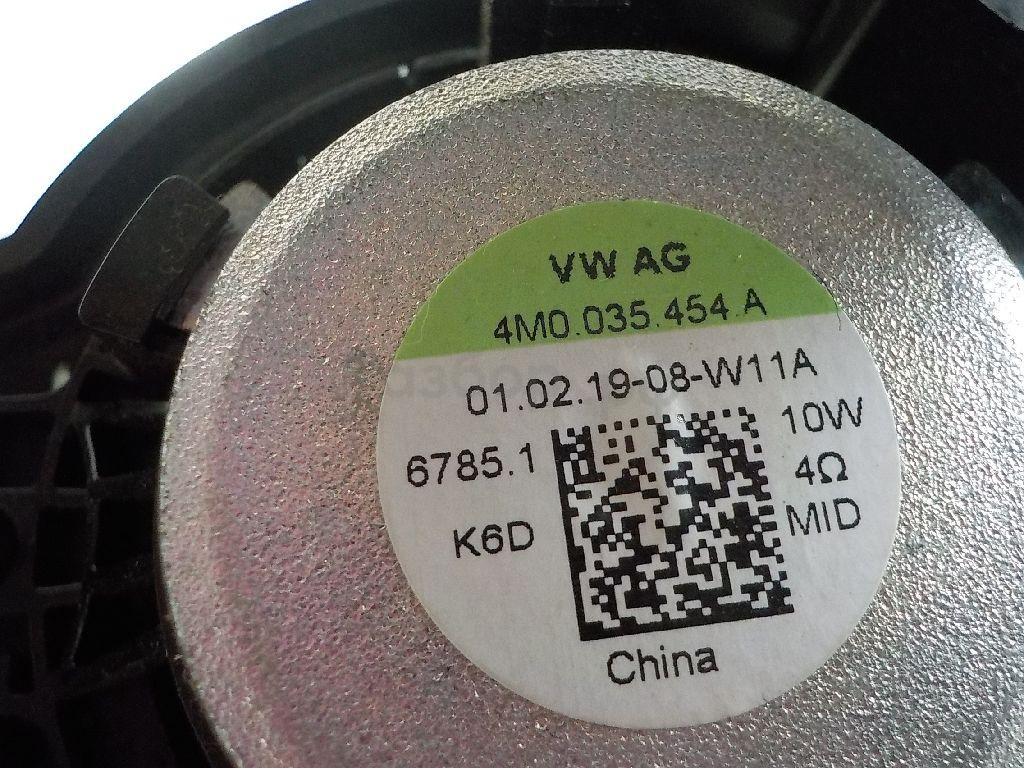 VW AG
4M0.035.454.A
01.02.19-08-W11A
10W
6785.1
4Ω
K6D
MID
China